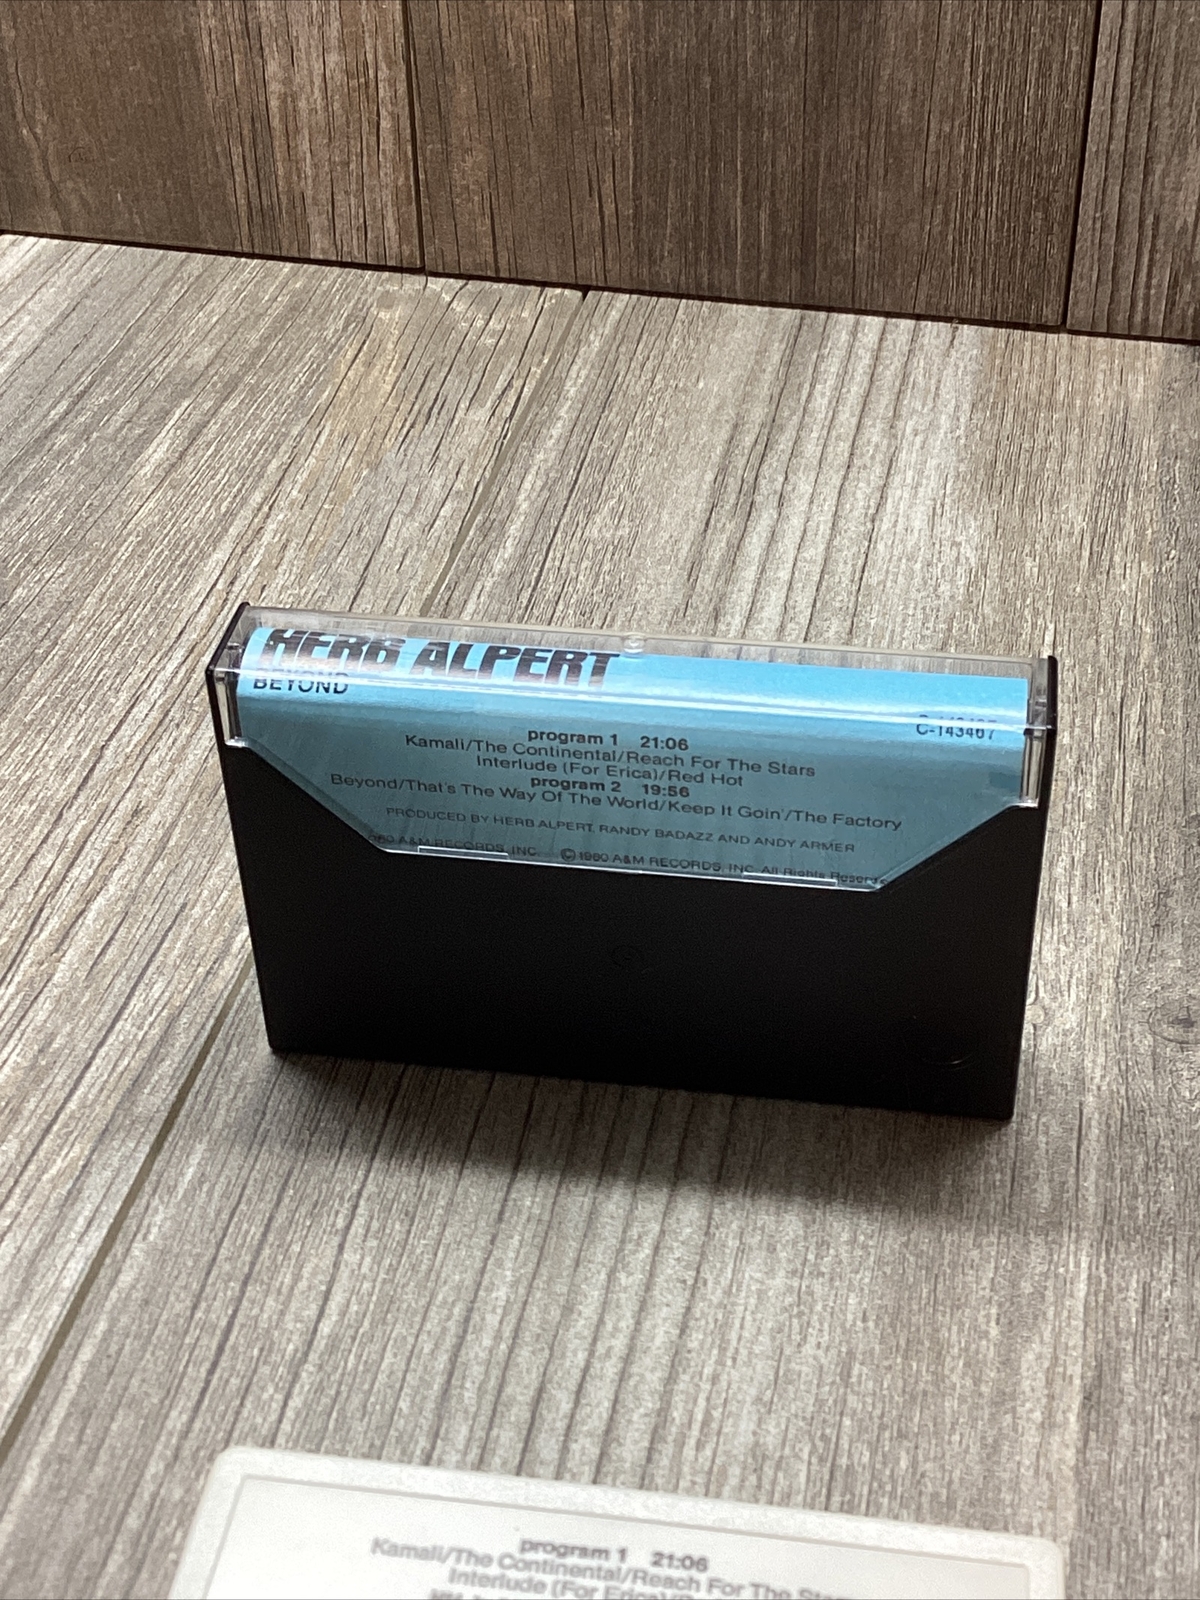 HERB ALPERT
BEYOND
C-143467
program 1 21:06
Kamali/The Continental/Reach For The Stars
Interlude (For Erica)/Red Hot
program 2 19:56
Beyond/That's The Way Of The World/Keep It Goin'/The Factory
PRODUCED BY HERB ALPERT, RANDY BADAZZ AND ANDY ARMER
A&M RECORDS, INC. ©1980 A&M RECORDS, INC. All Rights
program 1 21:06
Kamali/The Continental/Reach For The
Interlude (For Erica)/